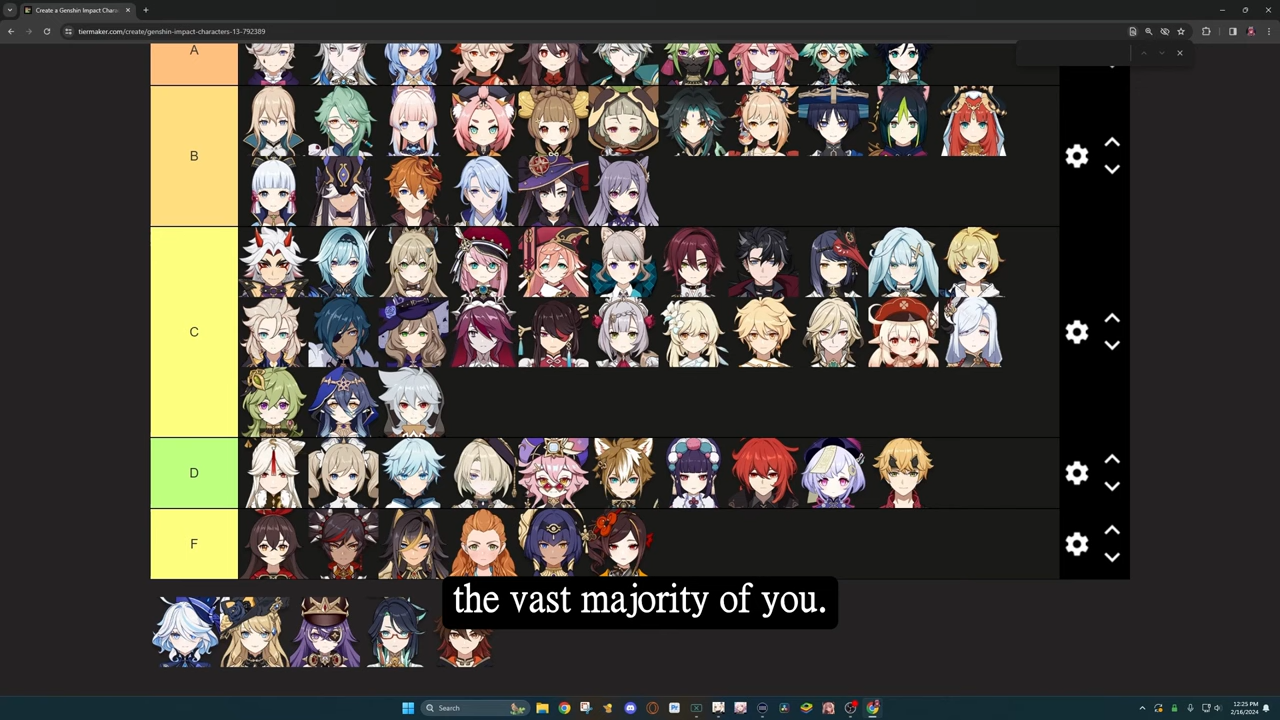 Create a Genshin Impact Chara
tiermaker.com/create/genshin-impact-characters-13-792389
A
B
C
D
F
the vast majority of you.
Search
12:25 PM
2/16/2024